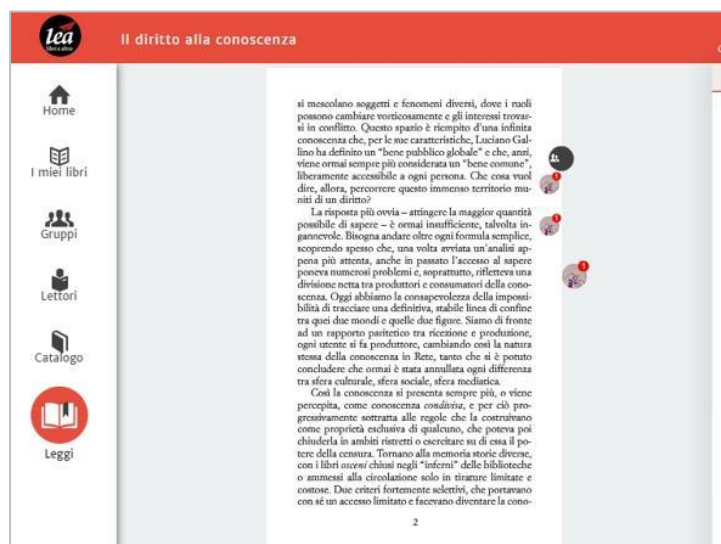 lea
libri e altro
Il diritto alla conoscenza
Home
I miei libri
Gruppi
Lettori
Catalogo
Leggi
si mescolano soggetti e fenomeni diversi, dove i ruoli
possono cambiare vorticosamente e gli interessi trovar-
si in conflitto. Questo spazio è riempito d'una infinita
conoscenza che, per le sue caratteristiche, Luciano Gal-
lino ha definito un “bene pubblico globale” e che, anzi,
viene ormai sempre più considerata un “bene comune”,
liberamente accessibile a ogni persona. Che cosa vuol
dire, allora, percorrere questo immenso territorio mu-
niti di un diritto?
La risposta più ovvia – attingere la maggior quantità
possibile di sapere – è ormai insufficiente, talvolta in-
gannevole. Bisogna andare oltre ogni formula semplice,
scoprendo spesso che, una volta avviata un'analisi ap-
pena più attenta, anche in passato l'accesso al sapere
poneva numerosi problemi e, soprattutto, rifletteva una
divisione netta tra produttori e consumatori della cono-
scenza. Oggi abbiamo la consapevolezza della impossi-
bilità di tracciare una definitiva, stabile linea di confine
tra quei due mondi e quelle due figure. Siamo di fronte
ad un rapporto paritetico tra ricezione e produzione,
ogni utente si fa produttore, cambiando così la natura
stessa della conoscenza in Rete, tanto che si è potuto
concludere che ormai è stata annullata ogni differenza
tra sfera culturale, sfera sociale, sfera mediatica.
Così la conoscenza si presenta sempre più, o viene
percepita, come conoscenza condivisa, e per ciò pro-
gressivamente sottratta alle regole che la costruivano
come proprietà esclusiva di qualcuno, che poteva poi
chiuderla in ambiti ristretti o esercitare su di essa il po-
tere della censura. Tornano alla memoria storie diverse,
con i libri osceni chiusi negli “inferni” delle biblioteche
o ammessi alla circolazione solo in tirature limitate e
costose. Due criteri fortemente selettivi, che portavano
con sé un accesso limitato e facevano diventare la cono-
2
1
1
1